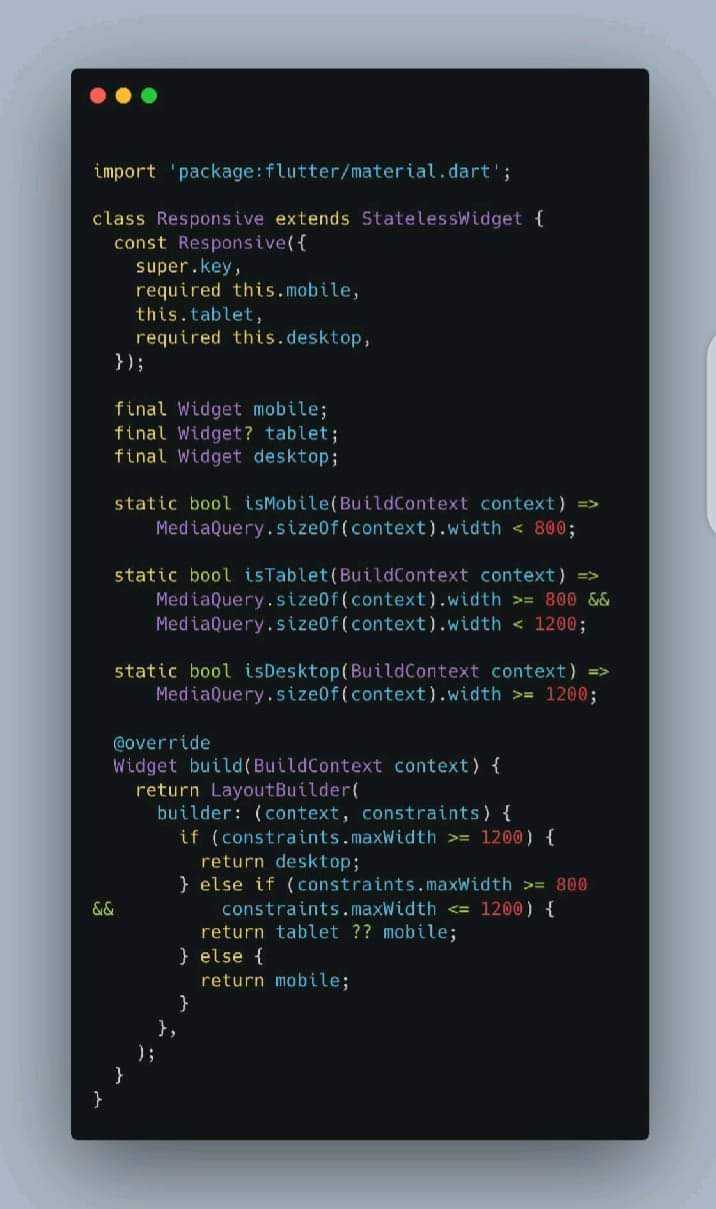 import 'package:flutter/material.dart';
class Responsive extends StatelessWidget {
  const Responsive({
    super.key,
    required this.mobile,
    this.tablet,
    required this.desktop,
  });
  final Widget mobile;
  final Widget? tablet;
  final Widget desktop;
  static bool isMobile(BuildContext context) =>
      MediaQuery.sizeOf(context).width < 800;
  static bool isTablet(BuildContext context) =>
      MediaQuery.sizeOf(context).width >= 800 &&
      MediaQuery.sizeOf(context).width < 1200;
  static bool isDesktop(BuildContext context) =>
      MediaQuery.sizeOf(context).width >= 1200;
  @override
  Widget build(BuildContext context) {
    return LayoutBuilder(
      builder: (context, constraints) {
        if (constraints.maxWidth >= 1200) {
          return desktop;
        } else if (constraints.maxWidth >= 800
&&          constraints.maxWidth <= 1200) {
          return tablet ?? mobile;
        } else {
          return mobile;
        }
      },
    );
  }
}